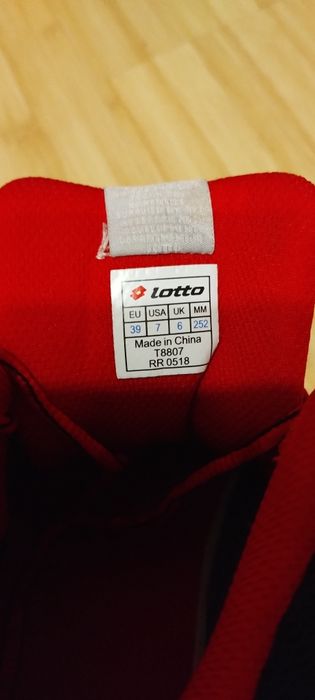 lotto
EU USA UK MM
39 7 6 252
Made in China
T8807
RR 0518